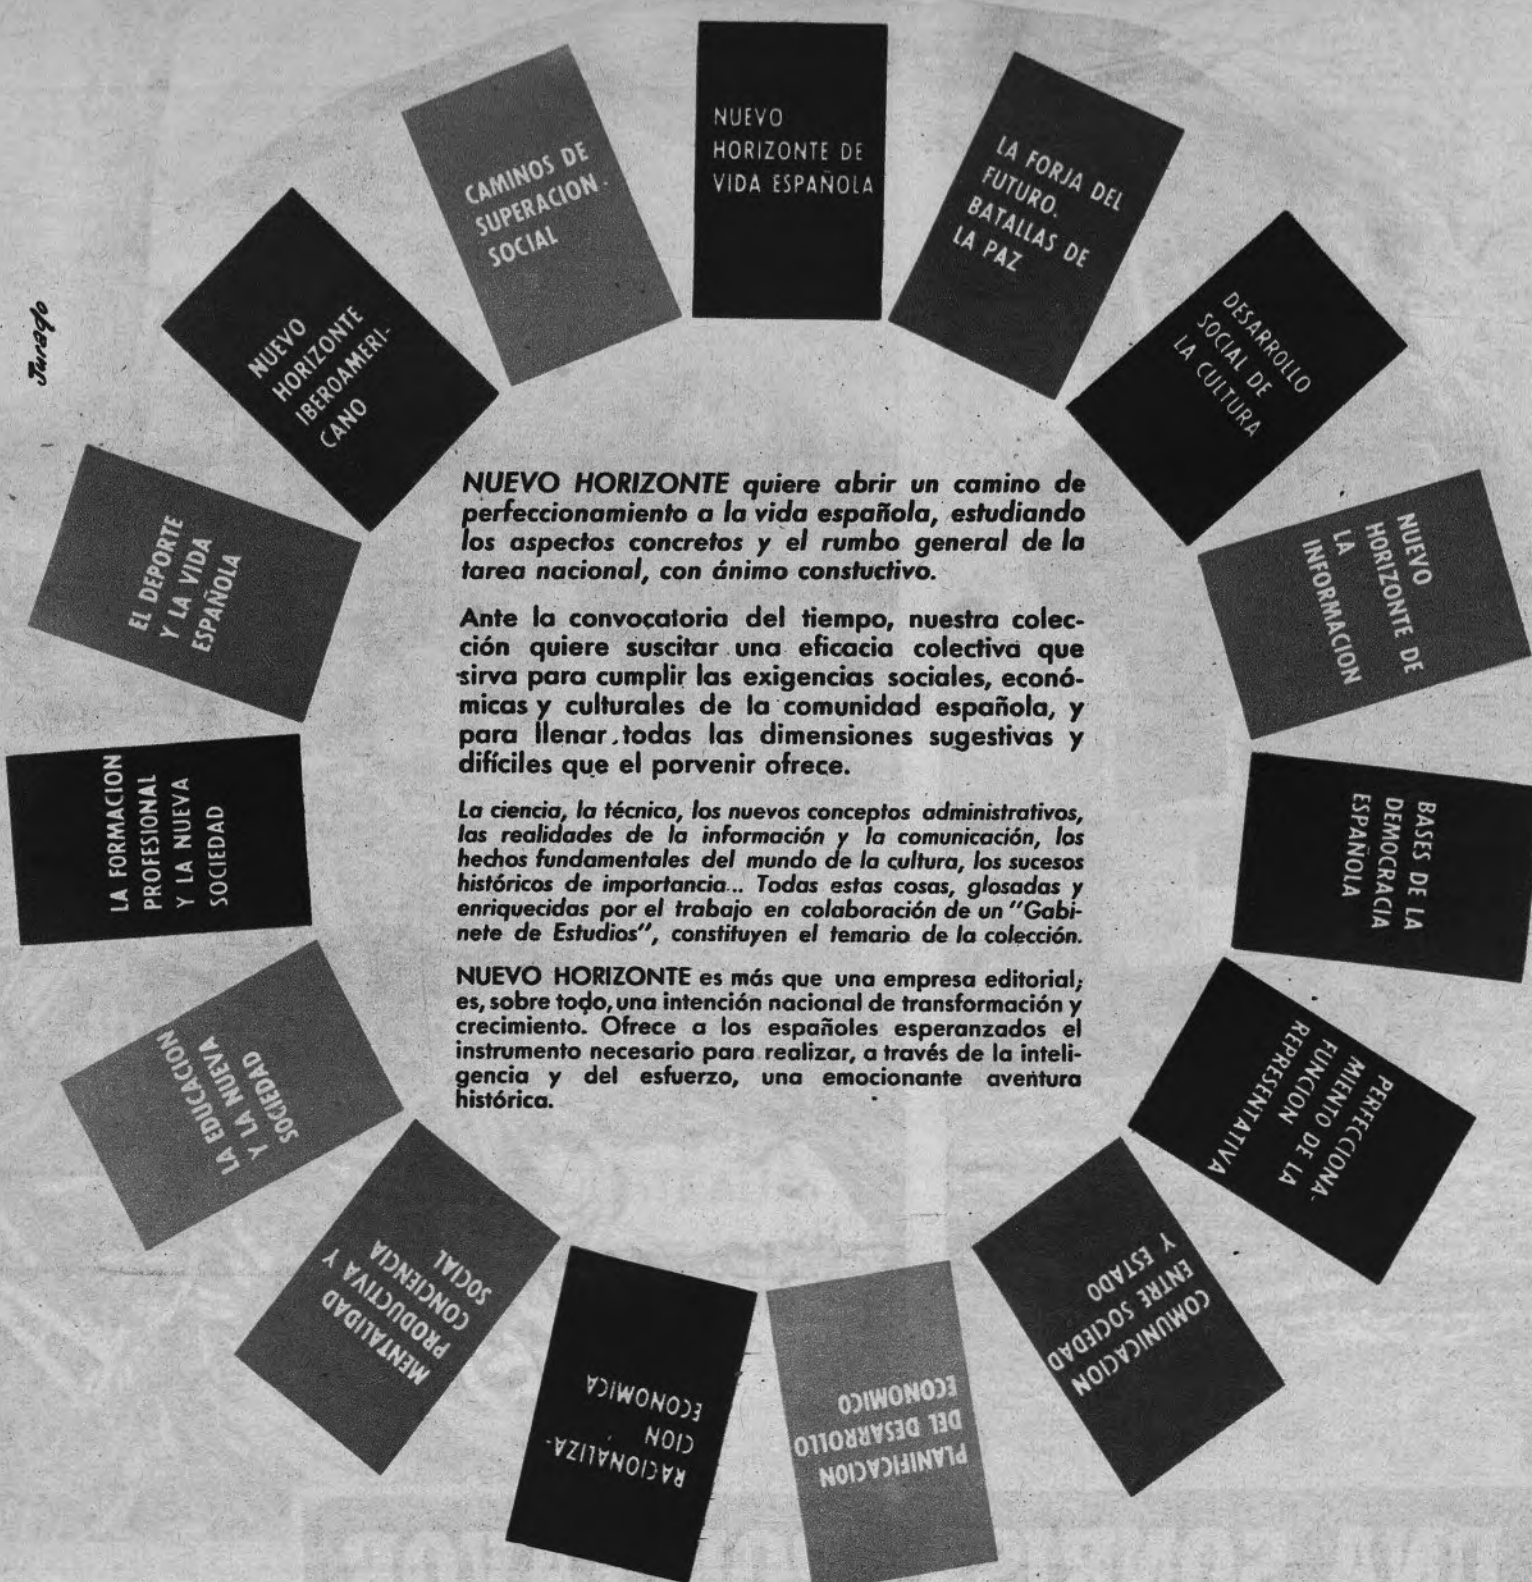 NUEVO
HORIZONTE DE
VIDA ESPAÑOLA
LA FORJA DEL
FUTURO.
BATALLAS DE
LA PAZ
DESARROLLO
SOCIAL DE
LA CULTURA
NUEVO
HORIZONTE DE
LA
INFORMACION
BASES DE LA
DEMOCRACIA
ESPAÑOLA
PERFECCIONA-
MIENTO DE LA
FUNCION
REPRESENTATIVA
COMUNICACION
ENTRE SOCIEDAD
Y ESTADO
PLANIFICACION
DEL DESARROLLO
ECONOMICO
RACIONALIZA-
CION
ECONOMICA
MENTALIDAD
PRODUCTIVA Y
CONCIENCIA
SOCIAL
LA EDUCACION
Y LA NUEVA
SOCIEDAD
LA FORMACION
PROFESIONAL
Y LA NUEVA
SOCIEDAD
EL DEPORTE
Y LA VIDA
ESPAÑOLA
NUEVO
HORIZONTE
IBEROAMERI-
CANO
CAMINOS DE
SUPERACION
SOCIAL
Jurado
NUEVO HORIZONTE quiere abrir un camino de
perfeccionamiento a la vida española, estudiando
los aspectos concretos y el rumbo general de la
tarea nacional, con ánimo constuctivo.
Ante la convocatoria del tiempo, nuestra colec-
ción quiere suscitar una eficacia colectiva que
sirva para cumplir las exigencias sociales, econó-
micas y culturales de la comunidad española, y
para llenar todas las dimensiones sugestivas y
difíciles que el porvenir ofrece.
La ciencia, la técnica, los nuevos conceptos administrativos,
las realidades de la información y la comunicación, los
hechos fundamentales del mundo de la cultura, los sucesos
históricos de importancia... Todas estas cosas, glosadas y
enriquecidas por el trabajo en colaboración de un "Gabi-
nete de Estudios", constituyen el temario de la colección.
NUEVO HORIZONTE es más que una empresa editorial;
es, sobre todo, una intención nacional de transformación y
crecimiento. Ofrece a los españoles esperanzados el
instrumento necesario para realizar, a través de la inteli-
gencia y del esfuerzo, una emocionante aventura
histórica.